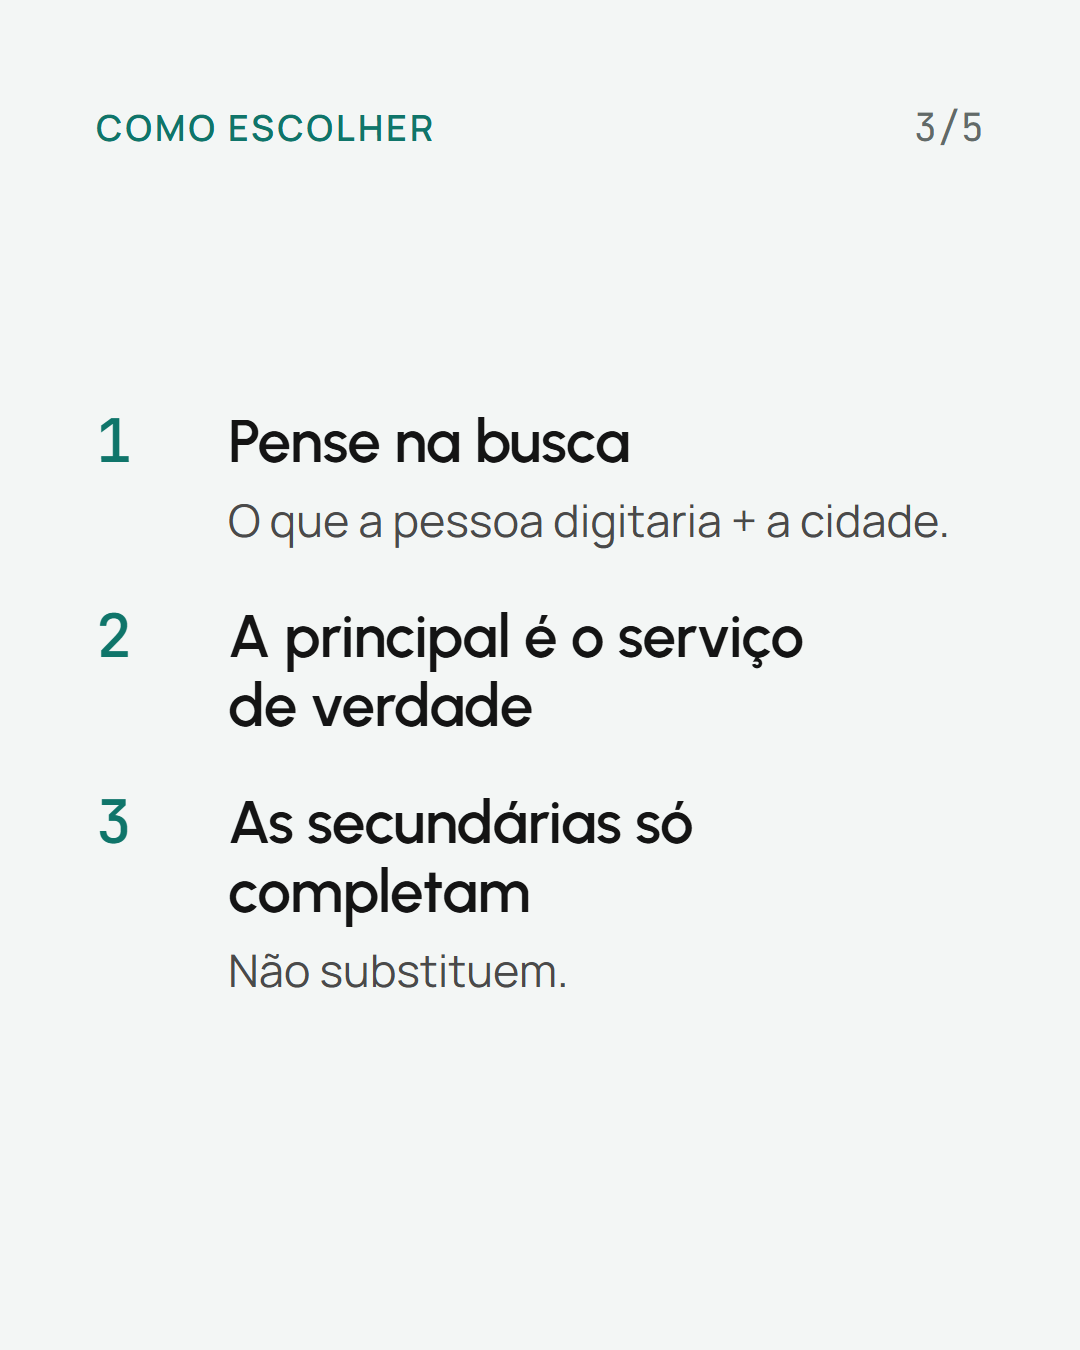 COMO ESCOLHER
3/5
1
Pense na busca
O que a pessoa digitaria + a cidade.
2
A principal é o serviço
de verdade
3
As secundárias só
completam
Não substituem.